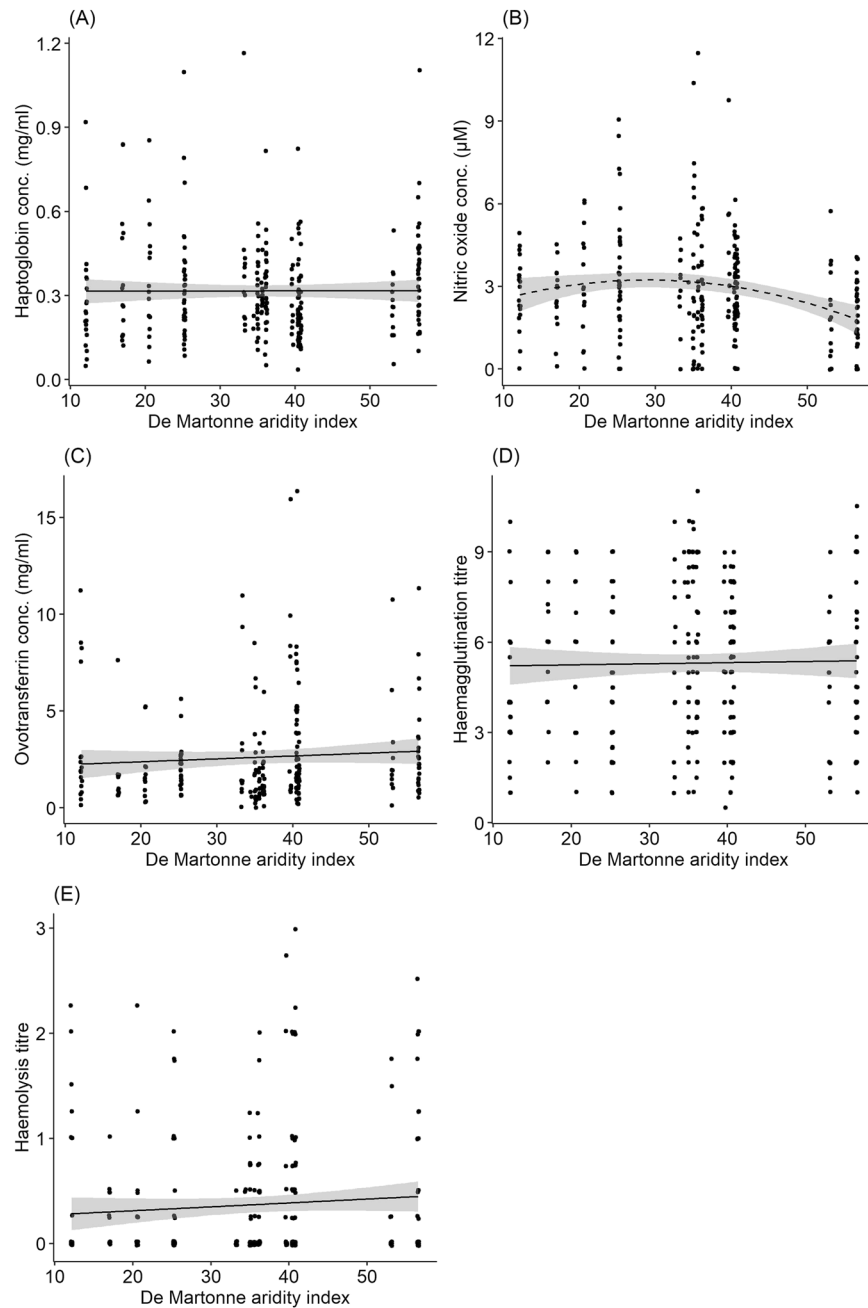 (A)
Haptoglobin conc. (mg/ml)
1.2
0.9
0.6
0.3
0.0
10 20 30 40 50
De Martonne aridity index
(B)
Nitric oxide conc. (μM)
12
9
6
3
0
10 20 30 40 50
De Martonne aridity index
(C)
Ovotransferrin conc. (mg/ml)
15
10
5
0
10 20 30 40 50
De Martonne aridity index
(D)
Haemagglutination titre
9
6
3
0
10 20 30 40 50
De Martonne aridity index
(E)
Haemolysis titre
3
2
1
0
10 20 30 40 50
De Martonne aridity index